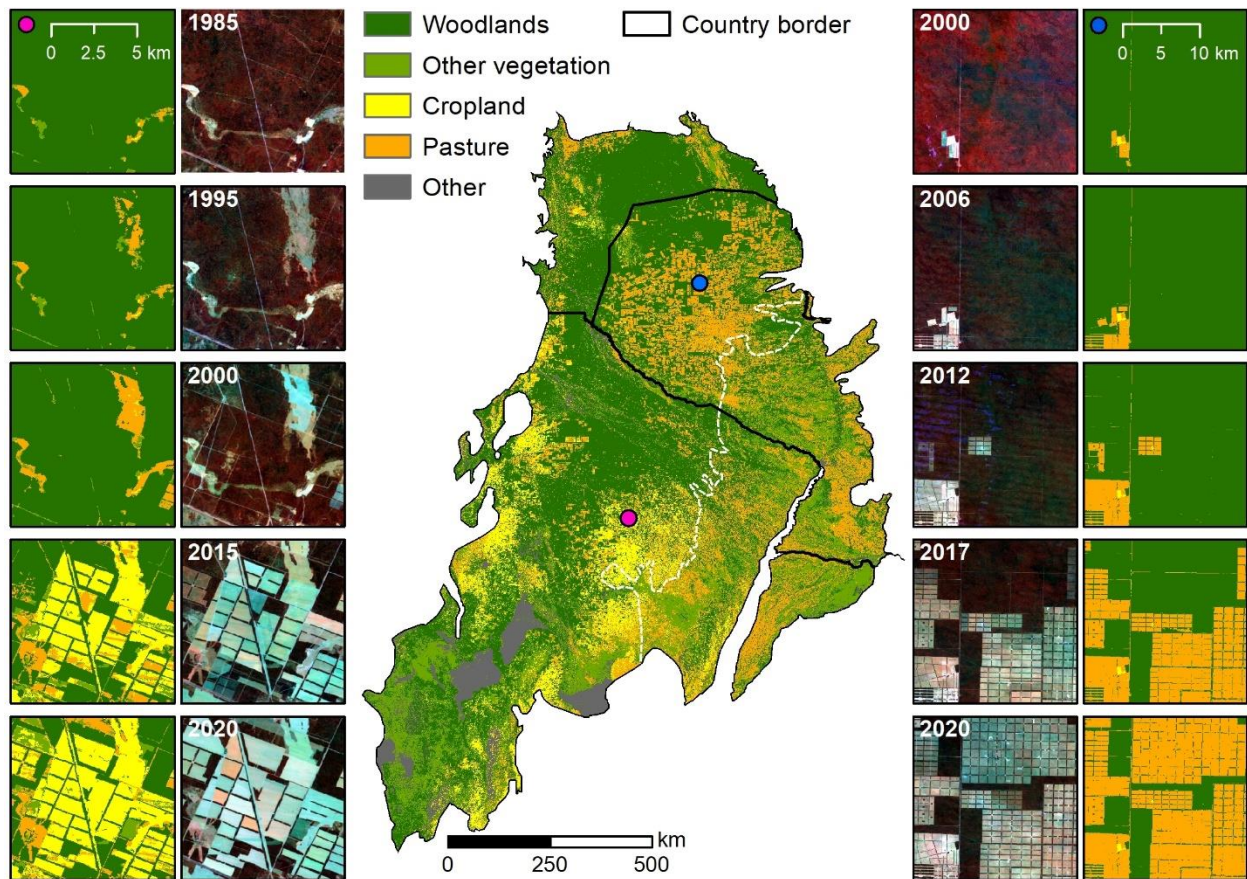 0 2.5 5 km
1985
1995
2000
2015
2020
Woodlands
Other vegetation
Cropland
Pasture
Other
Country border
0 250 500
km
2000
2006
2012
2017
2020
0 5 10 km